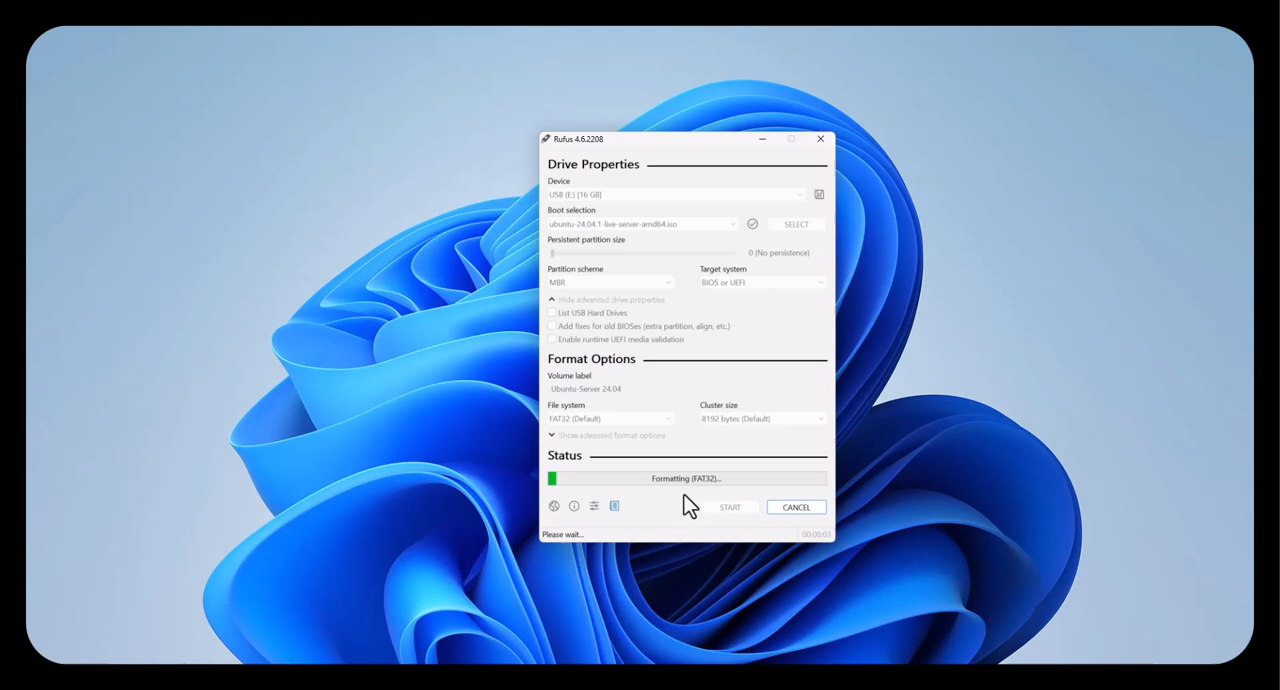 Rufus 4.6.2208
Drive Properties
Device
USB (E:) [16 GB]
Boot selection
ubuntu-24.04.1-live-server-amd64.iso
SELECT
Persistent partition size
0 (No persistence)
Partition scheme
Target system
MBR
BIOS or UEFI
Hide advanced drive properties
List USB Hard Drives
Add fixes for old BIOSes (extra partition, align, etc.)
Enable runtime UEFI media validation
Format Options
Volume label
Ubuntu-Server 24.04
File system
Cluster size
FAT32 (Default)
8192 bytes (Default)
Show advanced format options
Status
Formatting (FAT32)...
START
CANCEL
Please wait...
00:00:03